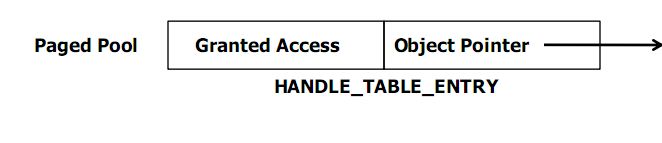 Paged Pool
Granted Access
Object Pointer
HANDLE_TABLE_ENTRY